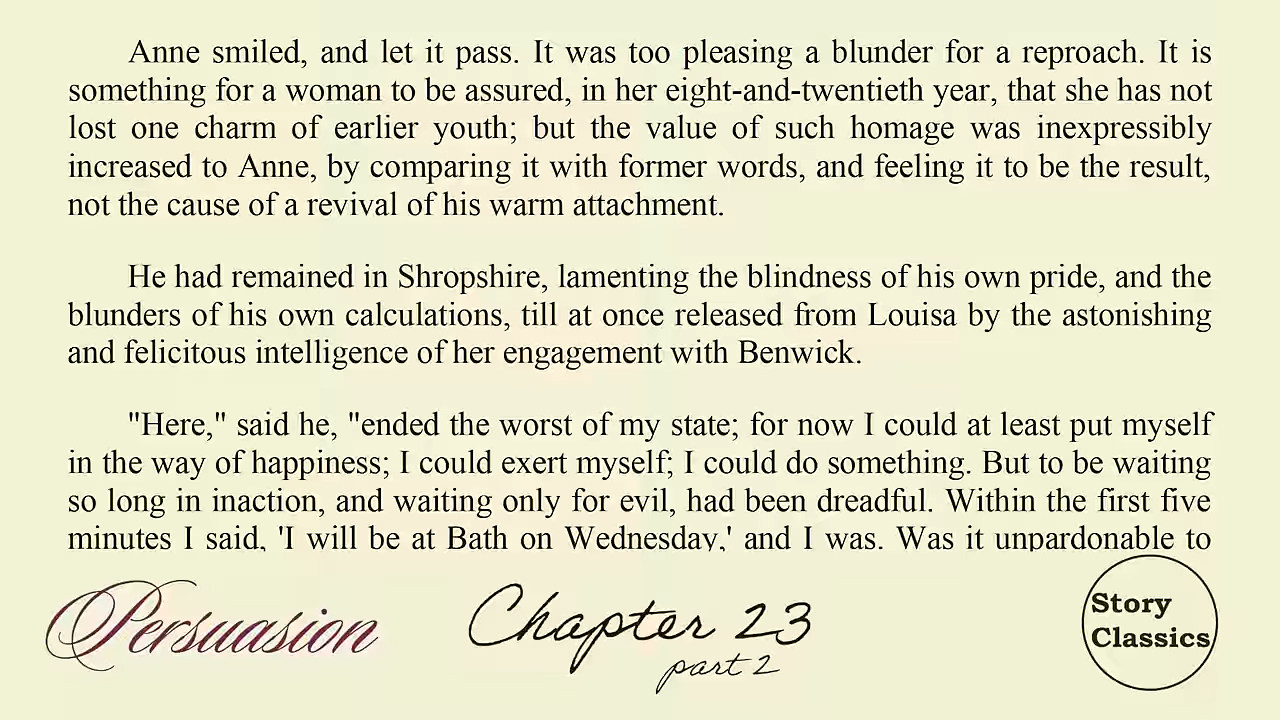 Anne smiled, and let it pass. It was too pleasing a blunder for a reproach. It is
something for a woman to be assured, in her eight-and-twentieth year, that she has not
lost one charm of earlier youth; but the value of such homage was inexpressibly
increased to Anne, by comparing it with former words, and feeling it to be the result,
not the cause of a revival of his warm attachment.
He had remained in Shropshire, lamenting the blindness of his own pride, and the
blunders of his own calculations, till at once released from Louisa by the astonishing
and felicitous intelligence of her engagement with Benwick.
"Here," said he, "ended the worst of my state; for now I could at least put myself
in the way of happiness; I could exert myself; I could do something. But to be waiting
so long in inaction, and waiting only for evil, had been dreadful. Within the first five
minutes I said, 'I will be at Bath on Wednesday,' and I was. Was it unpardonable to
Persuasion
Chapter 23
part 2
Story
Classics